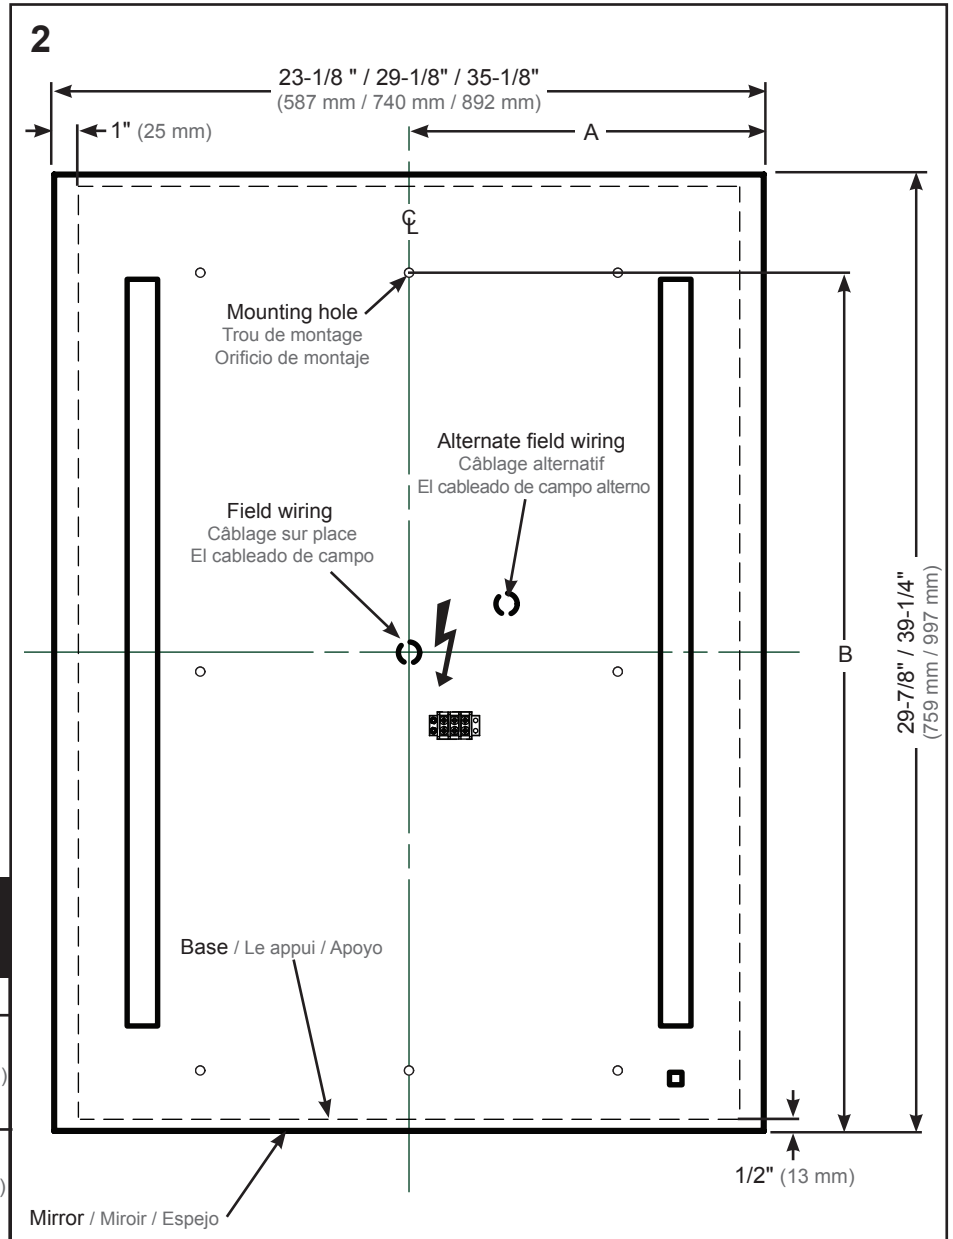 2
23-1/8 " / 29-1/8" / 35-1/8"
(587 mm / 740 mm / 892 mm)
1" (25 mm)
A
℄
Mounting hole
Trou de montage
Orificio de montaje
Alternate field wiring
Câblage alternatif
El cableado de campo alterno
Field wiring
Câblage sur place
El cableado de campo
B
29-7/8" / 39-1/4"
(759 mm / 997 mm)
Base / Le appui / Apoyo
)
)
1/2" (13 mm)
Mirror / Miroir / Espejo